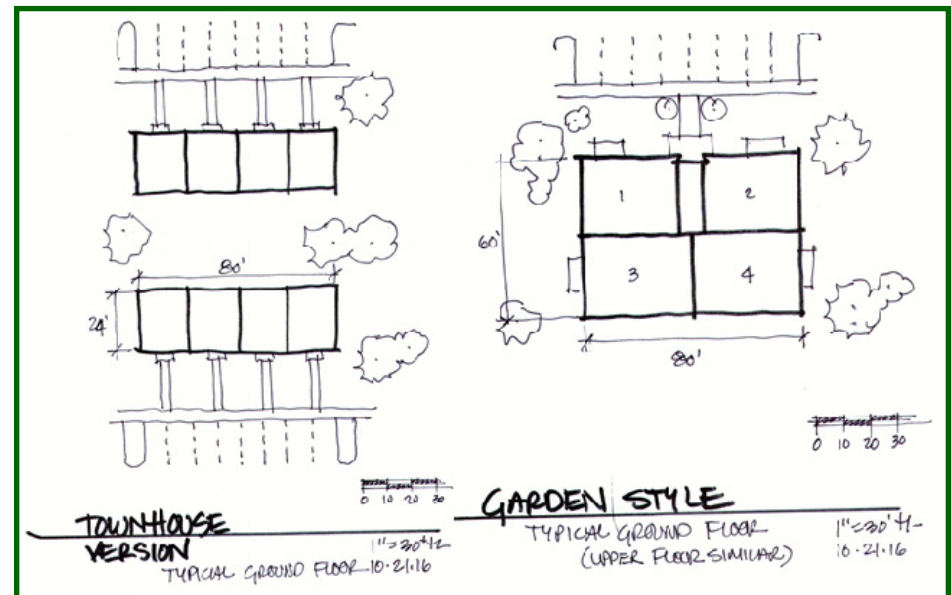 1
2
60'
3
4
80'
24'
80'
0 10 20 30
0 10 20 30
TOWNHOUSE
VERSION
1"=30'+/-
TYPICAL GROUND FLOOR 10.21.16
GARDEN STYLE
TYPICAL GROUND FLOOR
(UPPER FLOOR SIMILAR)
1"=30' +/-
10.21.16